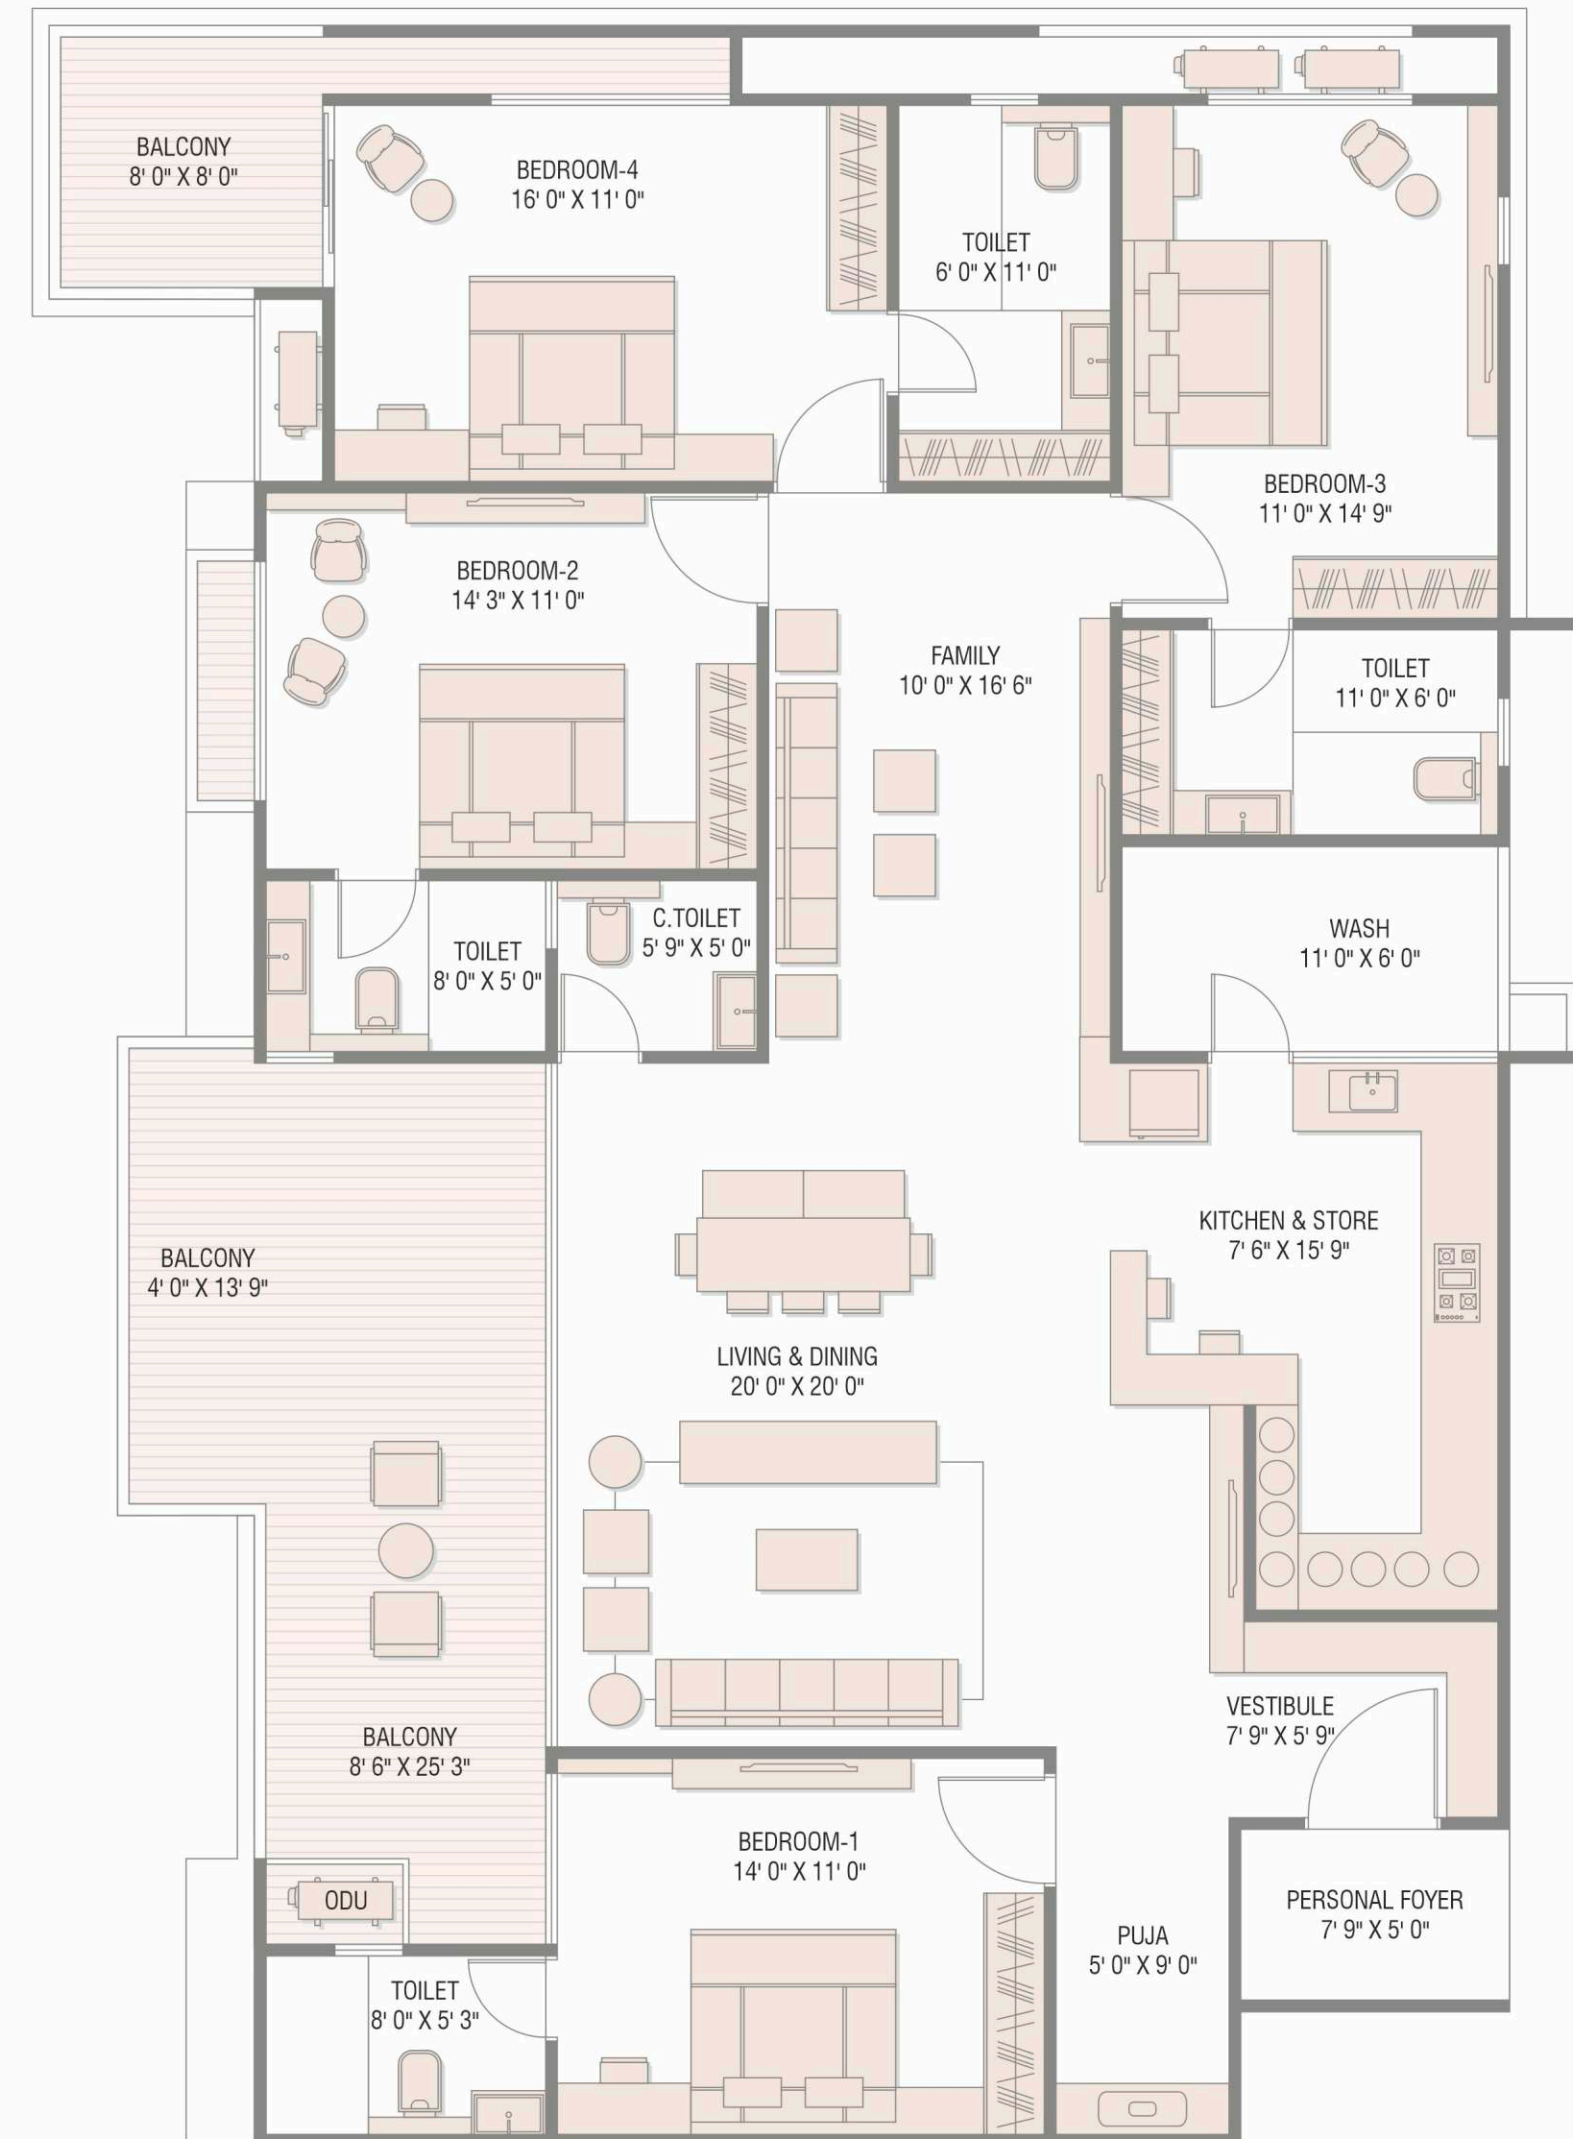 BALCONY
8' 0" X 8' 0"
BEDROOM-4
16' 0" X 11' 0"
TOILET
6' 0" X 11' 0"
BEDROOM-3
11' 0" X 14' 9"
BEDROOM-2
14' 3" X 11' 0"
FAMILY
10' 0" X 16' 6"
TOILET
11' 0" X 6' 0"
C.TOILET
5' 9" X 5' 0"
TOILET
8' 0" X 5' 0"
WASH
11' 0" X 6' 0"
BALCONY
4' 0" X 13' 9"
KITCHEN & STORE
7' 6" X 15' 9"
LIVING & DINING
20' 0" X 20' 0"
BALCONY
8' 6" X 25' 3"
VESTIBULE
7' 9" X 5' 9"
BEDROOM-1
14' 0" X 11' 0"
ODU
PERSONAL FOYER
7' 9" X 5' 0"
PUJA
5' 0" X 9' 0"
TOILET
8' 0" X 5' 3"